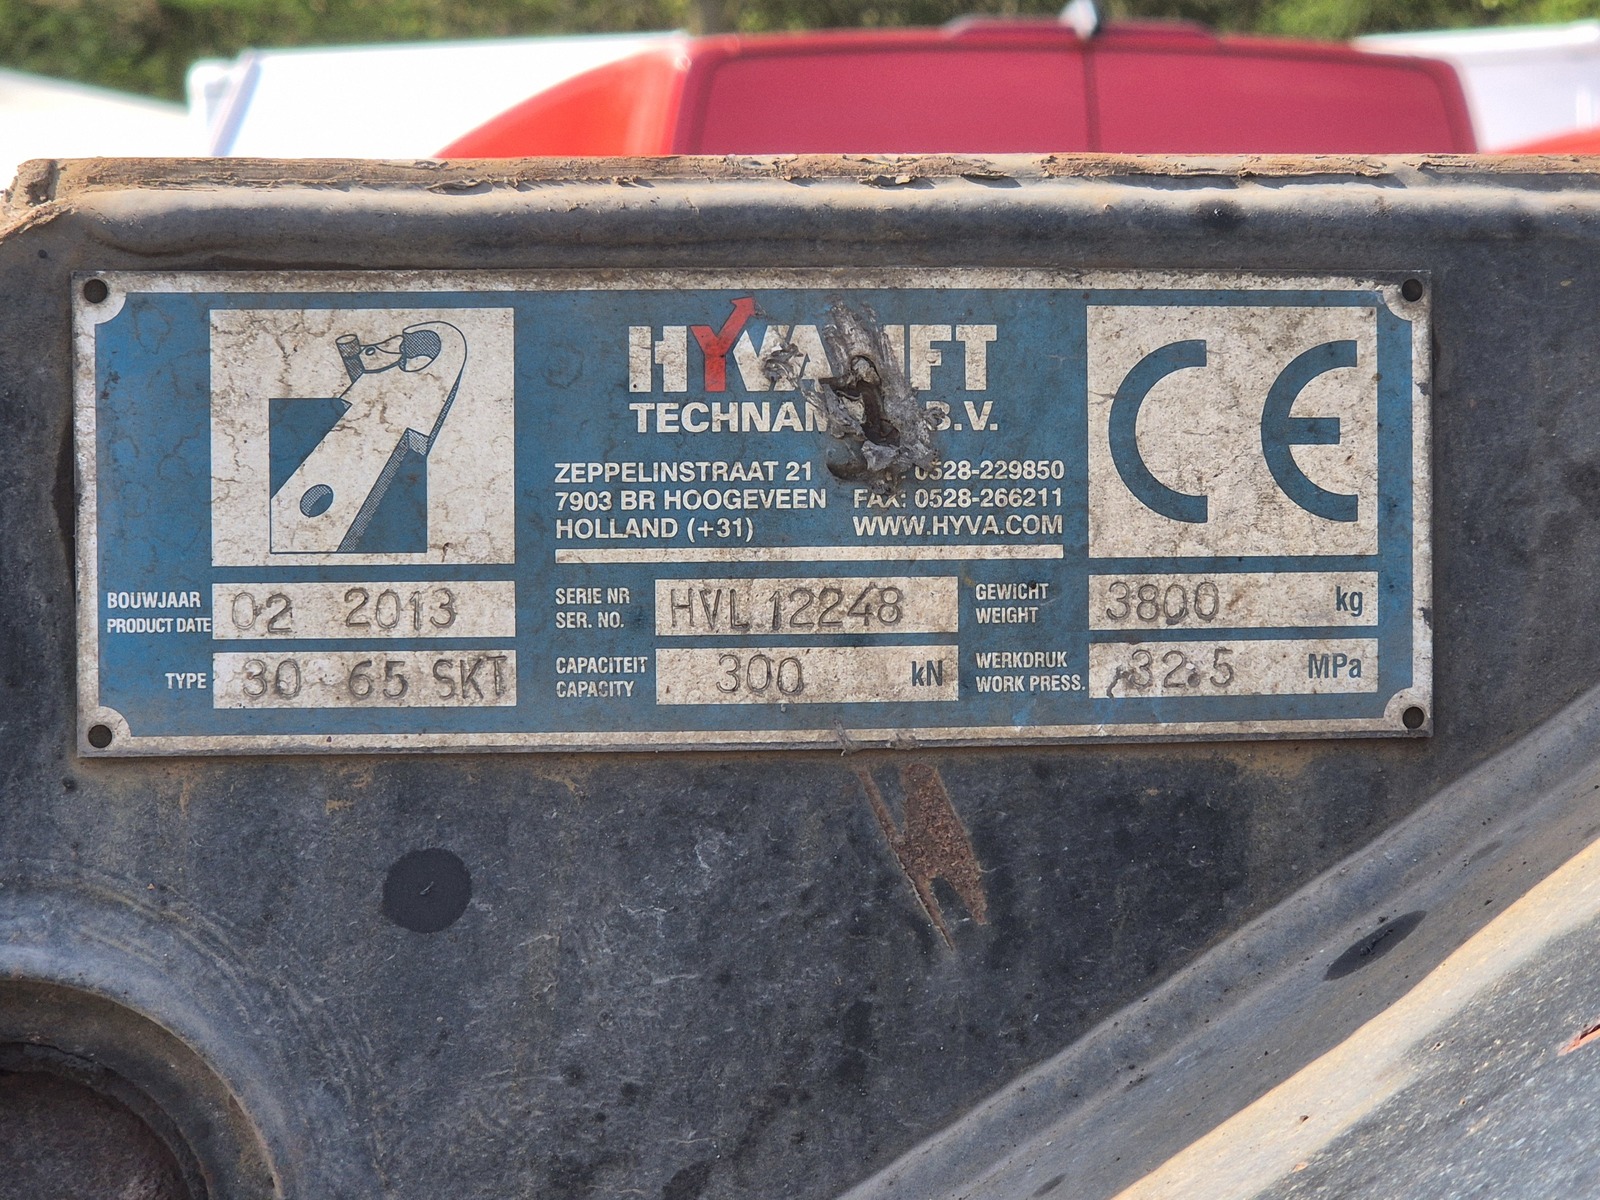 TECHNAM B.V.
ZEPPELINSTRAAT 21 0528-229850
7903 BR HOOGEVEEN FAX: 0528-266211
HOLLAND (+31) WWW.HYVA.COM
CE
BOUWJAAR
PRODUCT DATE
02 2013
SERIE NR
SER. NO.
HVL 12248
GEWICHT
WEIGHT
3800 kg
TYPE
30 65 SKT
CAPACITEIT
CAPACITY
300 kN
WERKDRUK
WORK PRESS.
32.5 MPa